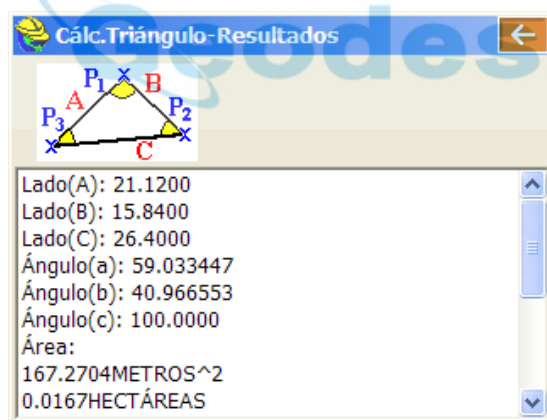 Geodes
Cálc.Triángulo-Resultados
P1
A
B
P3
P2
C
Lado(A): 21.1200
Lado(B): 15.8400
Lado(C): 26.4000
Ángulo(a): 59.033447
Ángulo(b): 40.966553
Ángulo(c): 100.0000
Área:
167.2704METROS^2
0.0167HECTÁREAS